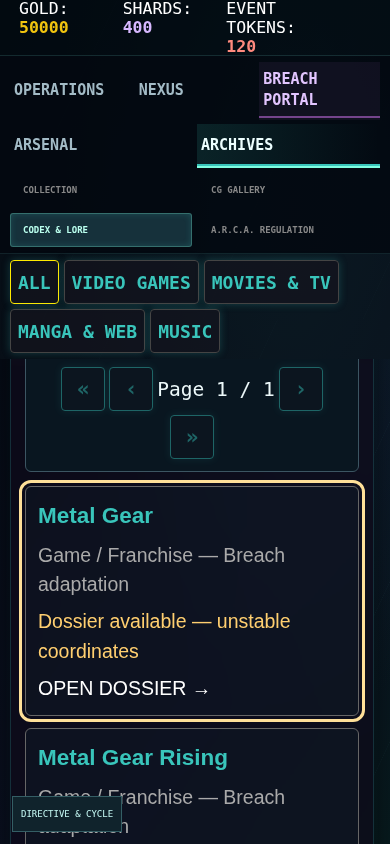 GOLD:
50000
SHARDS:
400
EVENT
TOKENS:
120
OPERATIONS
NEXUS
BREACH
PORTAL
ARSENAL
ARCHIVES
COLLECTION
CG GALLERY
CODEX & LORE
A.R.C.A. REGULATION
ALL
VIDEO GAMES
MOVIES & TV
MANGA & WEB
MUSIC
« ‹ Page 1 / 1 ›
»
Metal Gear
Game / Franchise — Breach
adaptation
Dossier available — unstable
coordinates
OPEN DOSSIER →
Metal Gear Rising
Game / Franchise — Breach
adaptation
DIRECTIVE & CYCLE